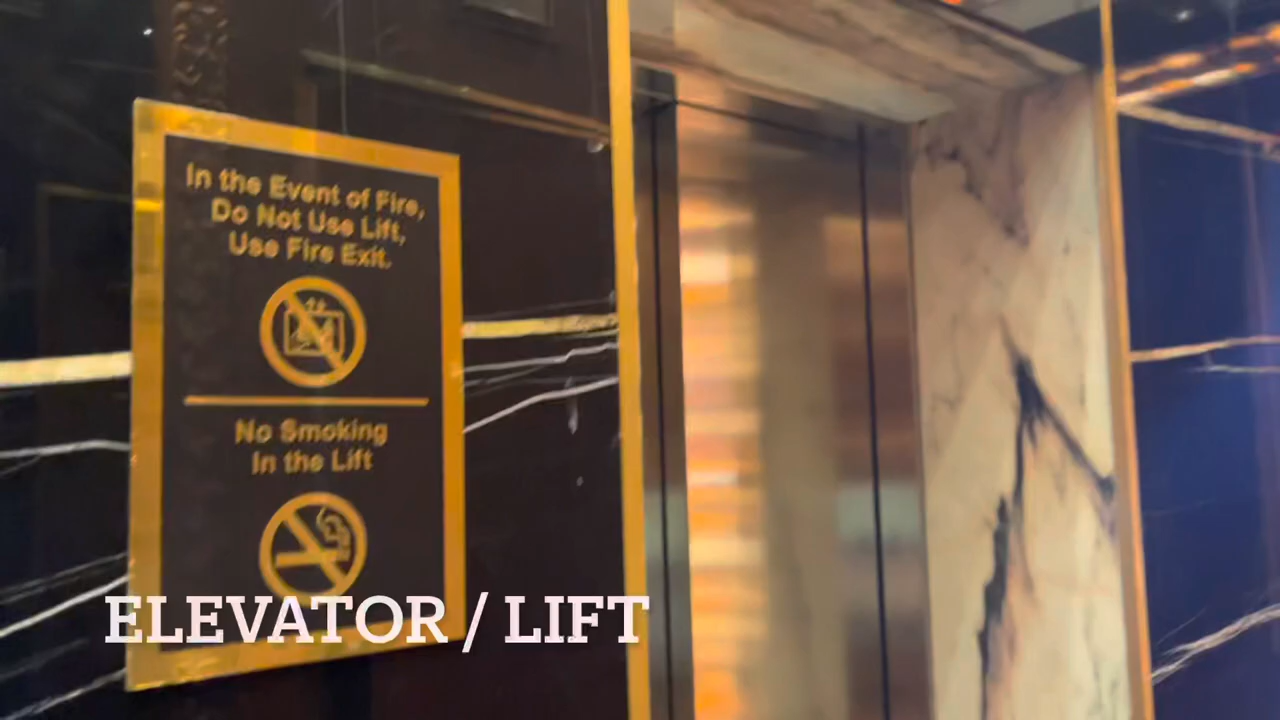 In the Event of Fire,
Do Not Use Lift,
Use Fire Exit.
No Smoking
In the Lift
ELEVATOR / LIFT